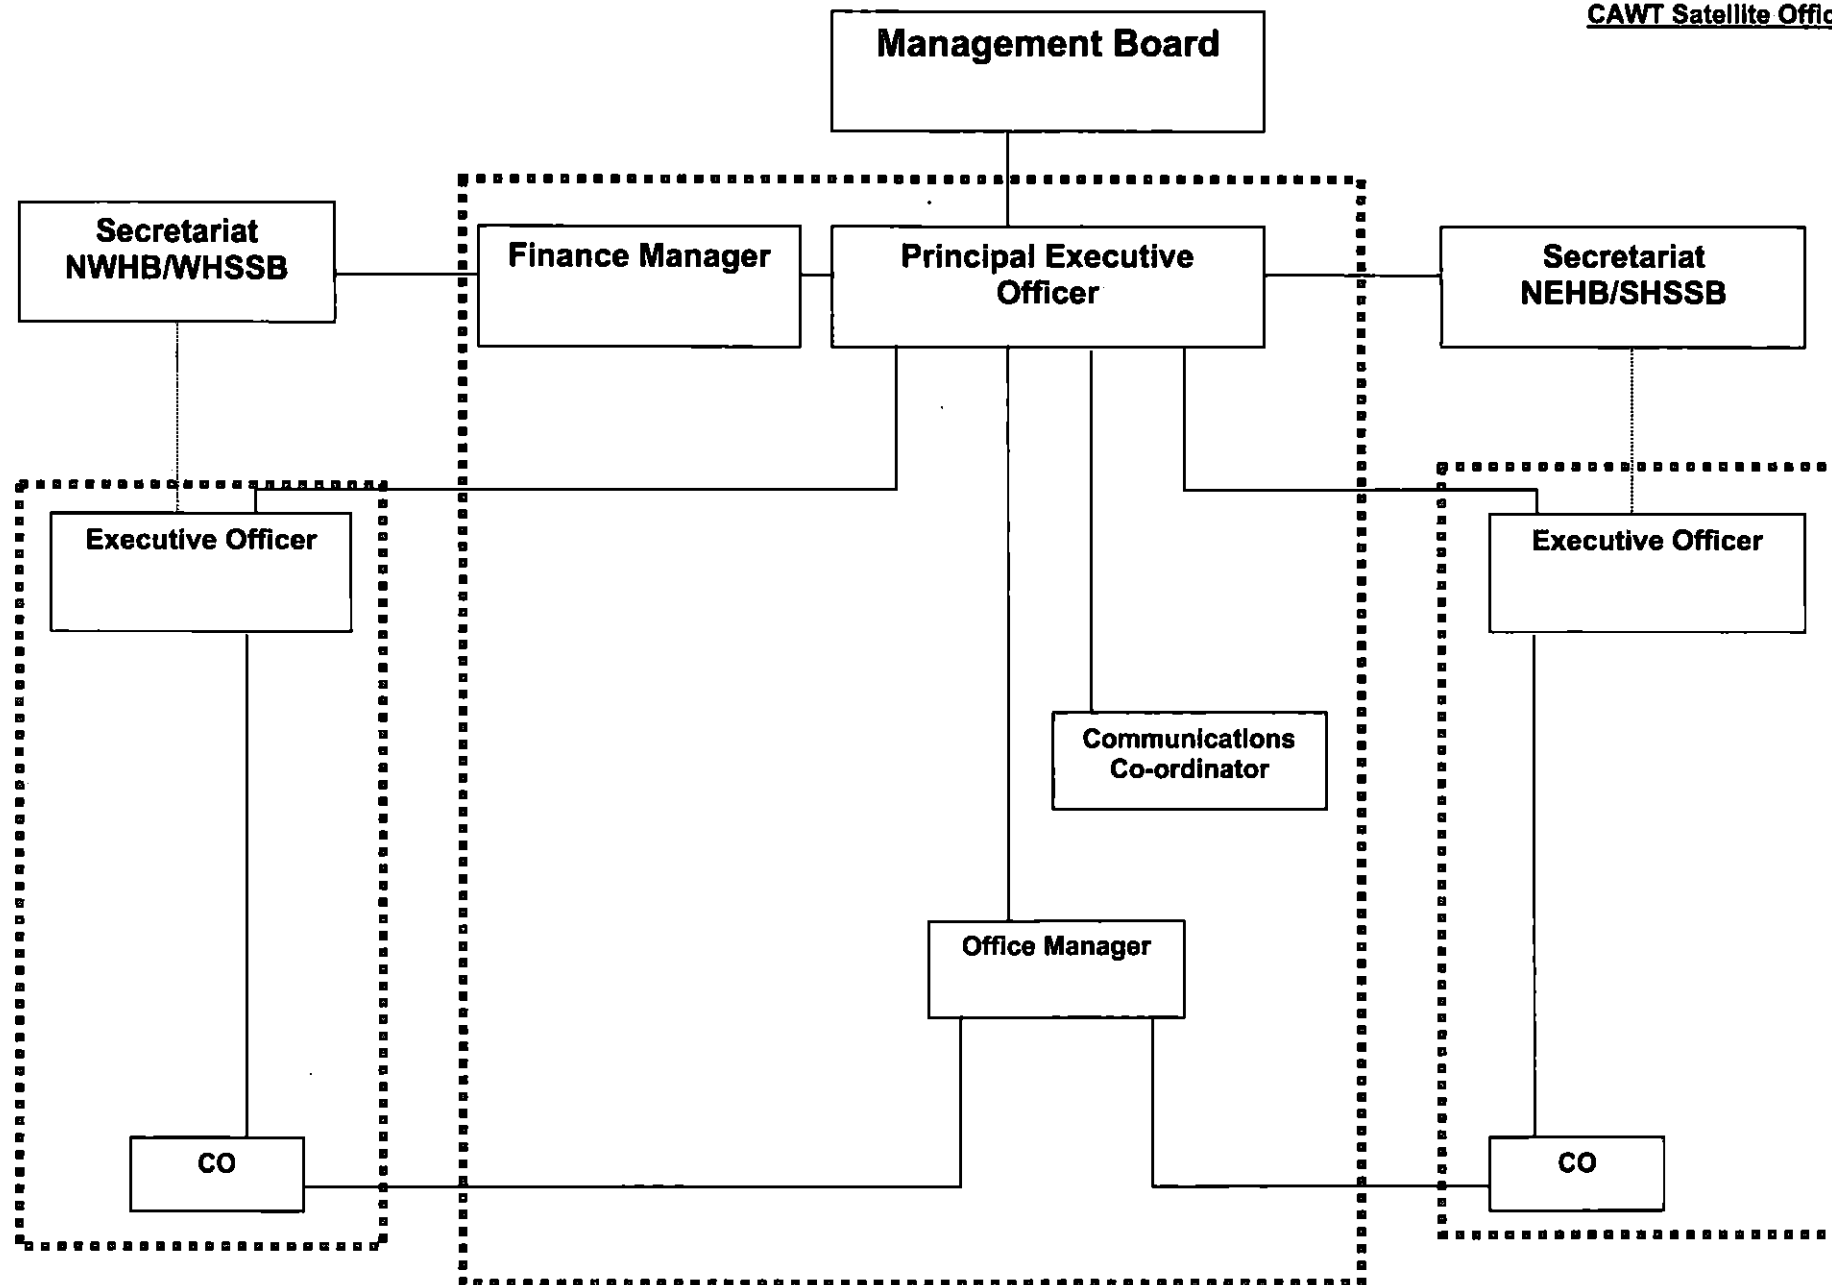 CAWT Satellite
Management Board
Secretariat
NWHB/WHSSB
Finance Manager
Principal Executive
Officer
Secretariat
NEHB/SHSSB
Executive Officer
Executive Officer
Communications
Co-ordinator
Office Manager
CO
CO